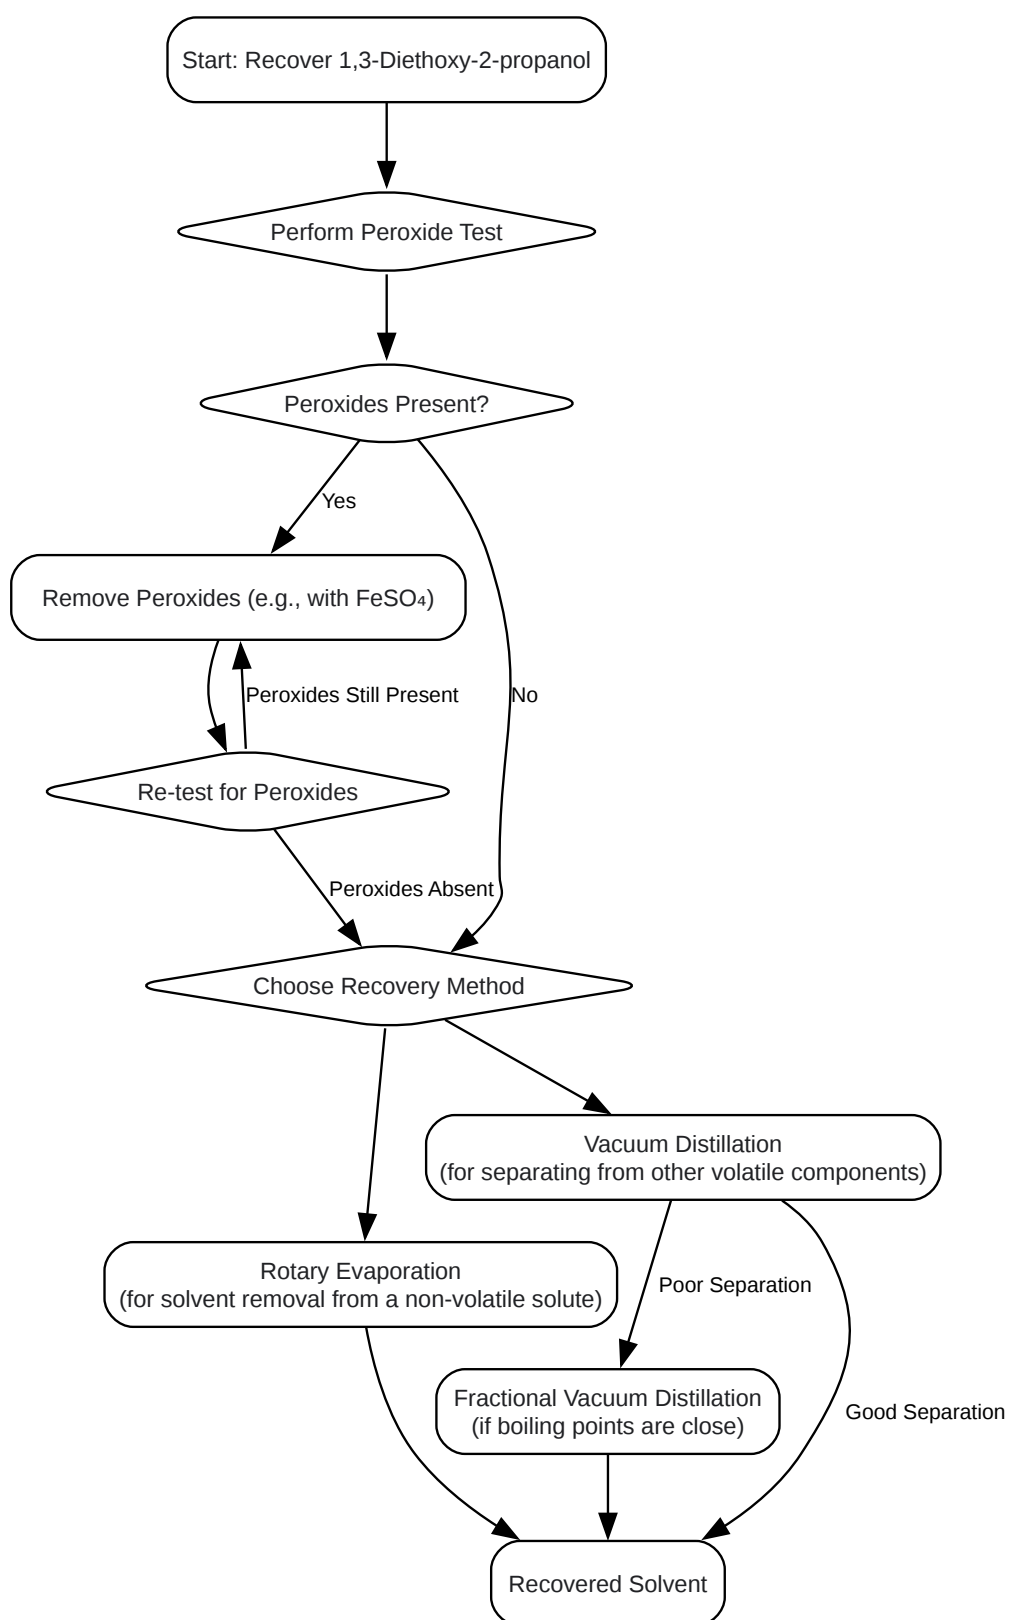 Start: Recover 1,3-Diethoxy-2-propanol
Perform Peroxide Test
Peroxides Present?
Yes
Remove Peroxides (e.g., with FeSO₄)
Peroxides Still Present
No
Re-test for Peroxides
Peroxides Absent
Choose Recovery Method
Vacuum Distillation
(for separating from other volatile components)
Rotary Evaporation
(for solvent removal from a non-volatile solute)
Poor Separation
Fractional Vacuum Distillation
(if boiling points are close)
Good Separation
Recovered Solvent